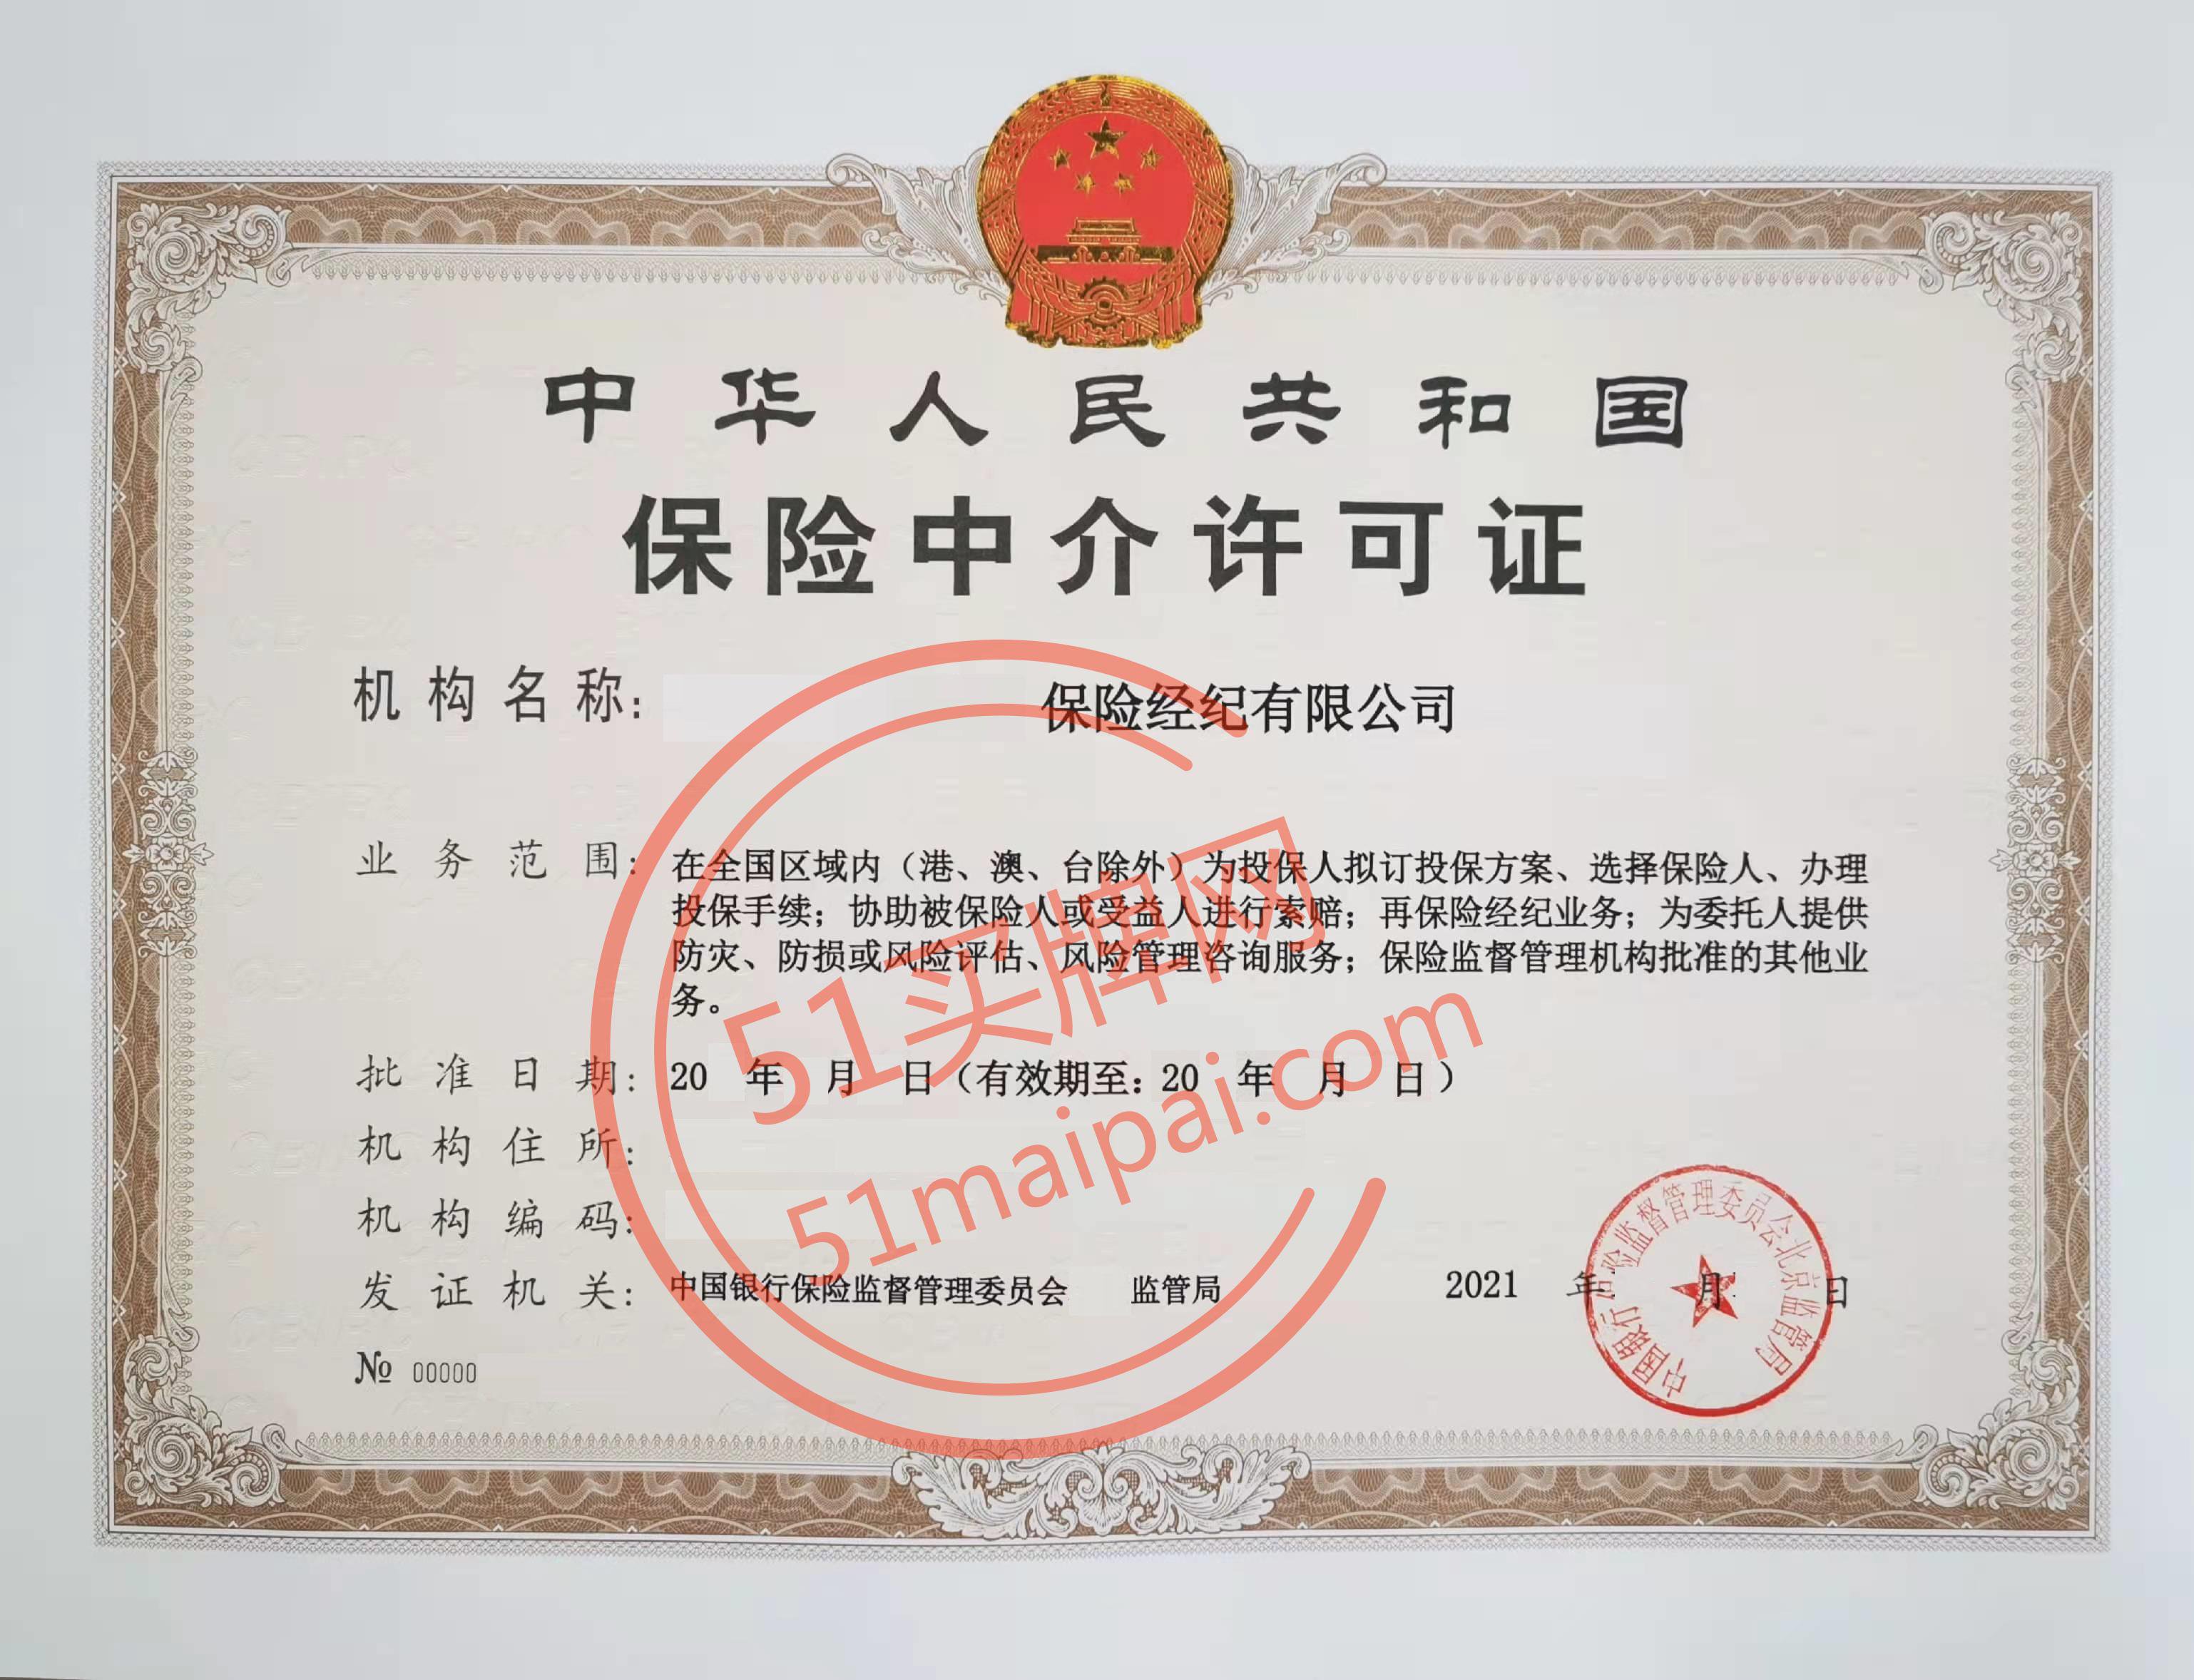 中华人民共和国
保险中介许可证
机构名称： 保险经纪有限公司
业务范围：在全国区域内（港、澳、台除外）为投保人拟订投保方案、选择保险人、办理
投保手续；协助被保险人或受益人进行索赔；再保险经纪业务；为委托人提供
防灾、防损或风险评估、风险管理咨询服务；保险监督管理机构批准的其他业
务。
批准日期：20 年 月 日（有效期至：20 年 月 日）
机构住所：
机构编码：
发证机关：中国银行保险监督管理委员会 监管局 2021 年 月 日
中国银行保险监督管理委员会北京监管局
№ 00000
51买牌网
51maipai.com